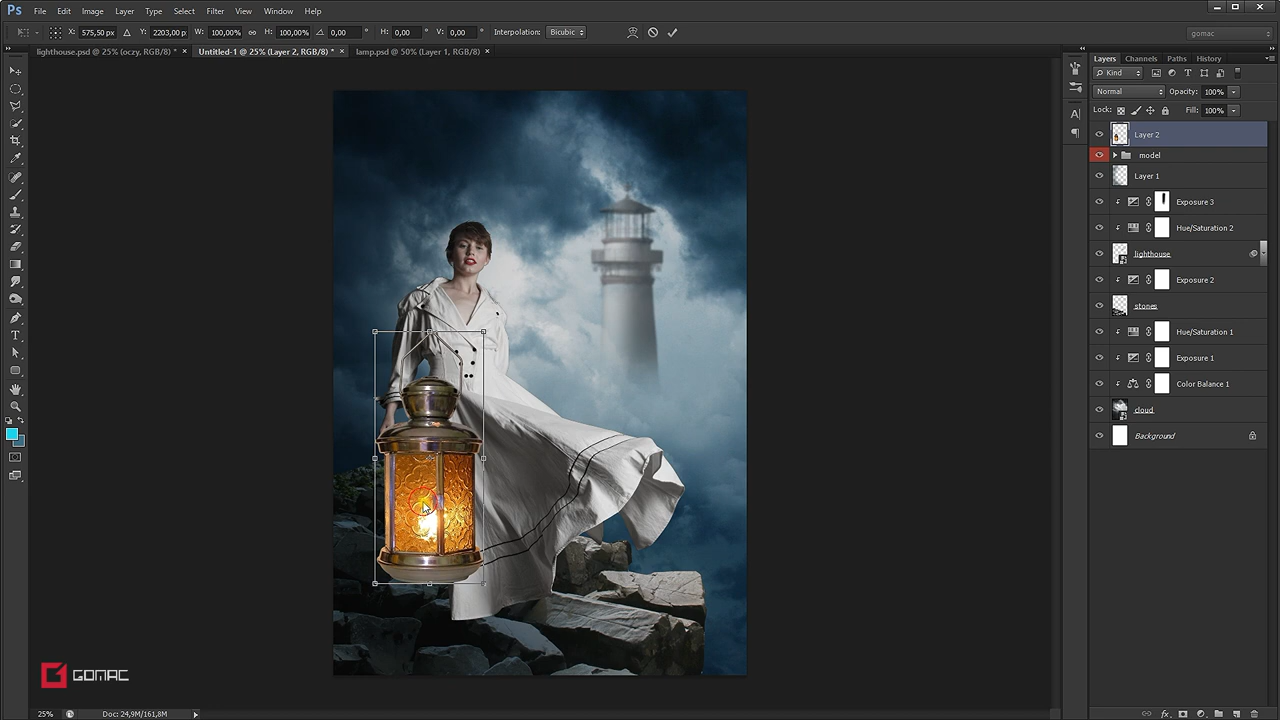 Ps File Edit Image Layer Type Select Filter View Window Help
X: 575,50 px Y: 2203,00 px W: 100,00% H: 100,00% 0,00 ° H: 0,00 ° V: 0,00 ° Interpolation: Bicubic gomac
lighthouse.psd @ 25% (oczy, RGB/8) * × Untitled-1 @ 25% (Layer 2, RGB/8) * × lamp.psd @ 50% (Layer 1, RGB/8) ×
Layers Channels Paths History
Kind
Normal Opacity: 100%
Lock: Fill: 100%
Layer 2
model
Layer 1
Exposure 3
Hue/Saturation 2
lighthouse
Exposure 2
stones
Hue/Saturation 1
Exposure 1
Color Balance 1
cloud
Background
GOMAC
25% Doc: 24,9M/161,8M
fx